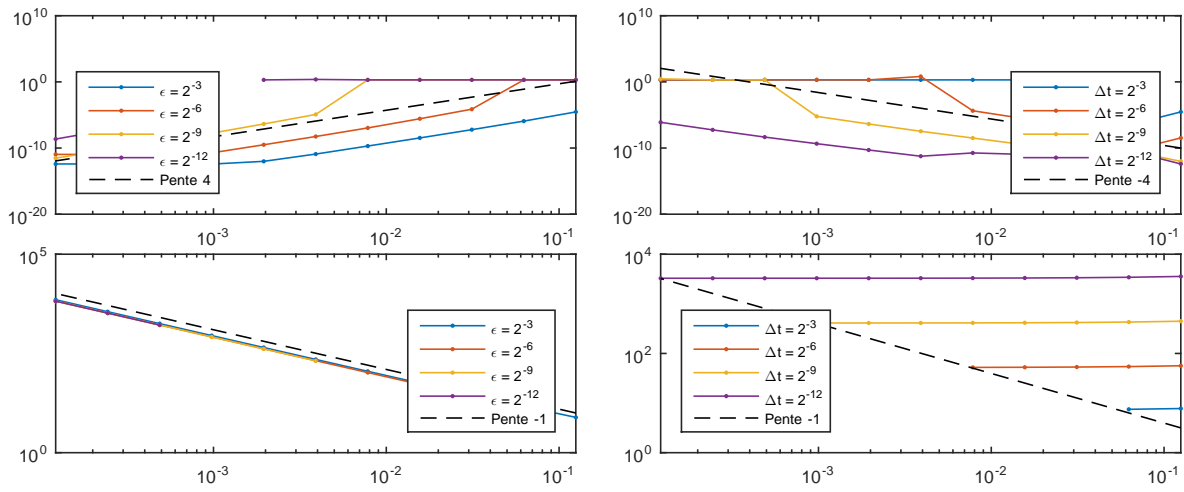 10^10
10^0
10^-10
10^-20
ϵ = 2^-3
ϵ = 2^-6
ϵ = 2^-9
ϵ = 2^-12
Pente 4
10^-3
10^-2
10^-1
10^10
10^0
10^-10
10^-20
Δt = 2^-3
Δt = 2^-6
Δt = 2^-9
Δt = 2^-12
Pente -4
10^-3
10^-2
10^-1
10^5
10^0
ϵ = 2^-3
ϵ = 2^-6
ϵ = 2^-9
ϵ = 2^-12
Pente -1
10^-3
10^-2
10^-1
10^4
10^2
10^0
Δt = 2^-3
Δt = 2^-6
Δt = 2^-9
Δt = 2^-12
Pente -1
10^-3
10^-2
10^-1